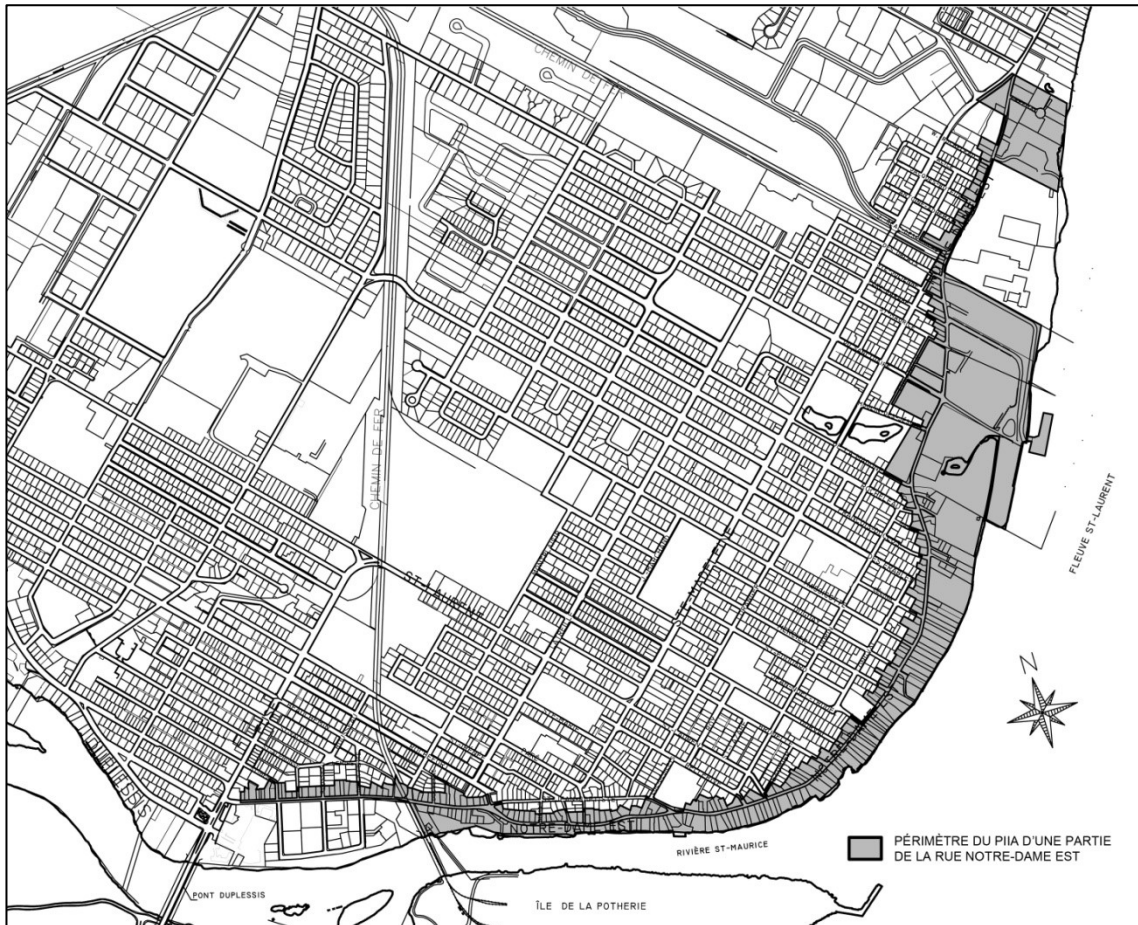 CHEMIN DE FER
CHEMIN DE FER
ST-LAURENT
FLEUVE ST-LAURENT
N
NOTRE-DAME EST
RIVIÈRE ST-MAURICE
PÉRIMÈTRE DU PIIA D'UNE PARTIE
DE LA RUE NOTRE-DAME EST
PONT DUPLESSIS
ÎLE DE LA POTHERIE